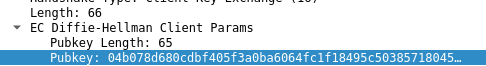 Length: 66
EC Diffie-Hellman Client Params
Pubkey Length: 65
Pubkey: 04b078d680cdbf405f3a0ba6064fc1f18495c50385718045…